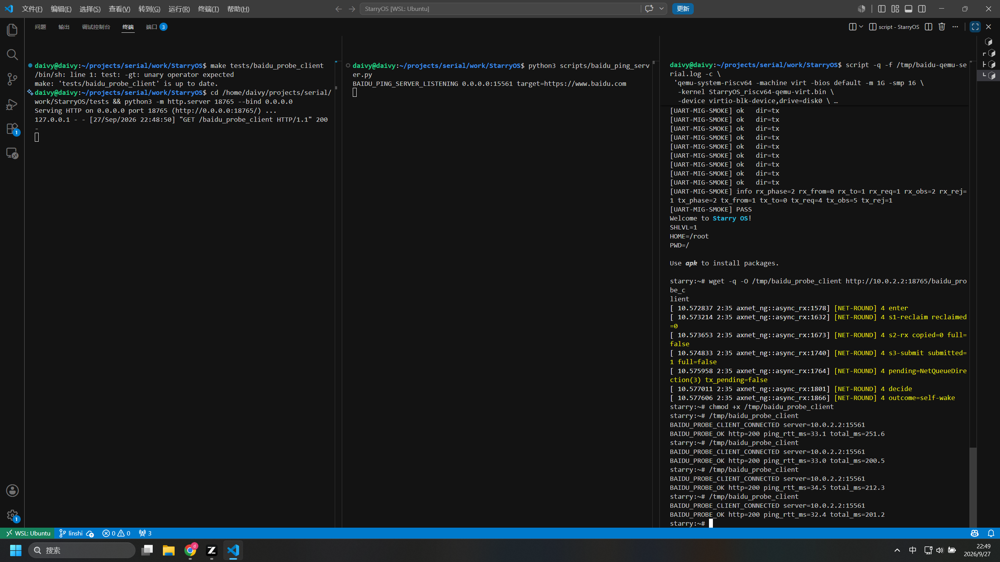 文件(F) 编辑(E) 选择(S) 查看(V) 转到(G) 运行(R) 终端(T) 帮助(H)
StarryOS [WSL: Ubuntu]
更新
问题 输出 调试控制台 终端 端口 3
script - StarryOS
daivy@daivy:~/projects/serial/work/StarryOS$ make tests/baidu_probe_client
/bin/sh: line 1: test: -gt: unary operator expected
make: 'tests/baidu_probe_client' is up to date.
daivy@daivy:~/projects/serial/work/StarryOS$ cd /home/daivy/projects/serial/
work/StarryOS/tests && python3 -m http.server 18765 --bind 0.0.0.0
Serving HTTP on 0.0.0.0 port 18765 (http://0.0.0.0:18765/) ...
127.0.0.1 - - [27/Sep/2026 22:48:50] "GET /baidu_probe_client HTTP/1.1" 200
-
daivy@daivy:~/projects/serial/work/StarryOS$ python3 scripts/baidu_ping_serv
er.py
BAIDU_PING_SERVER_LISTENING 0.0.0.0:15561 target=https://www.baidu.com
daivy@daivy:~/projects/serial/work/StarryOS$ script -q -f /tmp/baidu-qemu-se
rial.log -c \
'qemu-system-riscv64 -machine virt -bios default -m 1G -smp 16 \
-kernel StarryOS_riscv64-qemu-virt.bin \
-device virtio-blk-device,drive=disk0 \ …
[UART-MIG-SMOKE] ok   dir=tx
[UART-MIG-SMOKE] ok   dir=tx
[UART-MIG-SMOKE] ok   dir=tx
[UART-MIG-SMOKE] ok   dir=tx
[UART-MIG-SMOKE] ok   dir=tx
[UART-MIG-SMOKE] ok   dir=tx
[UART-MIG-SMOKE] ok   dir=tx
[UART-MIG-SMOKE] ok   dir=tx
[UART-MIG-SMOKE] ok   dir=tx
[UART-MIG-SMOKE] info rx_phase=2 rx_from=0 rx_to=1 rx_req=1 rx_obs=2 rx_rej=
1 tx_phase=2 tx_from=1 tx_to=0 tx_req=4 tx_obs=5 tx_rej=1
[UART-MIG-SMOKE] PASS
Welcome to Starry OS!
SHLVL=1
HOME=/root
PWD=/
Use apk to install packages.
starry:~# wget -q -O /tmp/baidu_probe_client http://10.0.2.2:18765/baidu_pro
be_c
lient
[ 10.572837 2:35 axnet_ng::async_rx:1578] [NET-ROUND] 4 enter
[ 10.573214 2:35 axnet_ng::async_rx:1632] [NET-ROUND] 4 s1-reclaim reclaimed
=0
[ 10.573653 2:35 axnet_ng::async_rx:1673] [NET-ROUND] 4 s2-rx copied=0 full=
false
[ 10.574833 2:35 axnet_ng::async_rx:1740] [NET-ROUND] 4 s3-submit submitted=
1 full=false
[ 10.575958 2:35 axnet_ng::async_rx:1764] [NET-ROUND] 4 pending=NetQueueDire
ction(3) tx_pending=false
[ 10.577011 2:35 axnet_ng::async_rx:1801] [NET-ROUND] 4 decide
[ 10.577606 2:35 axnet_ng::async_rx:1866] [NET-ROUND] 4 outcome=self-wake
starry:~# chmod +x /tmp/baidu_probe_client
starry:~# /tmp/baidu_probe_client
BAIDU_PROBE_CLIENT_CONNECTED server=10.0.2.2:15561
BAIDU_PROBE_OK http=200 ping_rtt_ms=33.1 total_ms=251.6
starry:~# /tmp/baidu_probe_client
BAIDU_PROBE_CLIENT_CONNECTED server=10.0.2.2:15561
BAIDU_PROBE_OK http=200 ping_rtt_ms=33.0 total_ms=200.5
starry:~# /tmp/baidu_probe_client
BAIDU_PROBE_CLIENT_CONNECTED server=10.0.2.2:15561
BAIDU_PROBE_OK http=200 ping_rtt_ms=34.5 total_ms=212.3
starry:~# /tmp/baidu_probe_client
BAIDU_PROBE_CLIENT_CONNECTED server=10.0.2.2:15561
BAIDU_PROBE_OK http=200 ping_rtt_ms=32.4 total_ms=201.2
starry:~#
1
1
WSL: Ubuntu linshi 0 0 3
搜索
d
中
22:49
2026/9/27